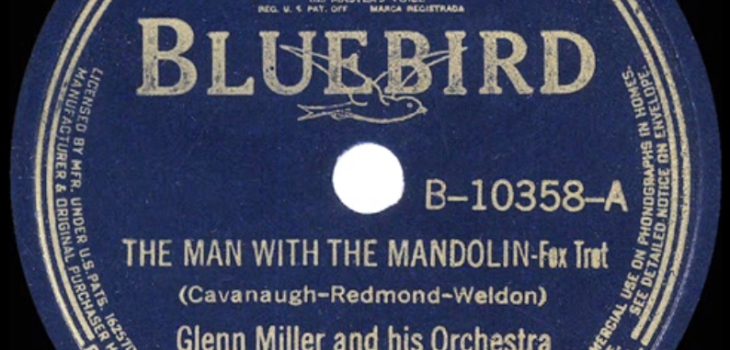 REG. U. S. PAT. OFF. MARCA REGISTRADA
BLUEBIRD
B-10358-A
THE MAN WITH THE MANDOLIN-Fox Trot
(Cavanaugh-Redmond-Weldon)
Glenn Miller and his Orchestra
LICENSED BY MFR. UNDER U.S. PATS. 162570
MANUFACTURER & ORIGINAL PURCHASER
USE ON PHONOGRAPHS IN HOMES.
SEE DETAILED NOTICE ON ENVELOPE.